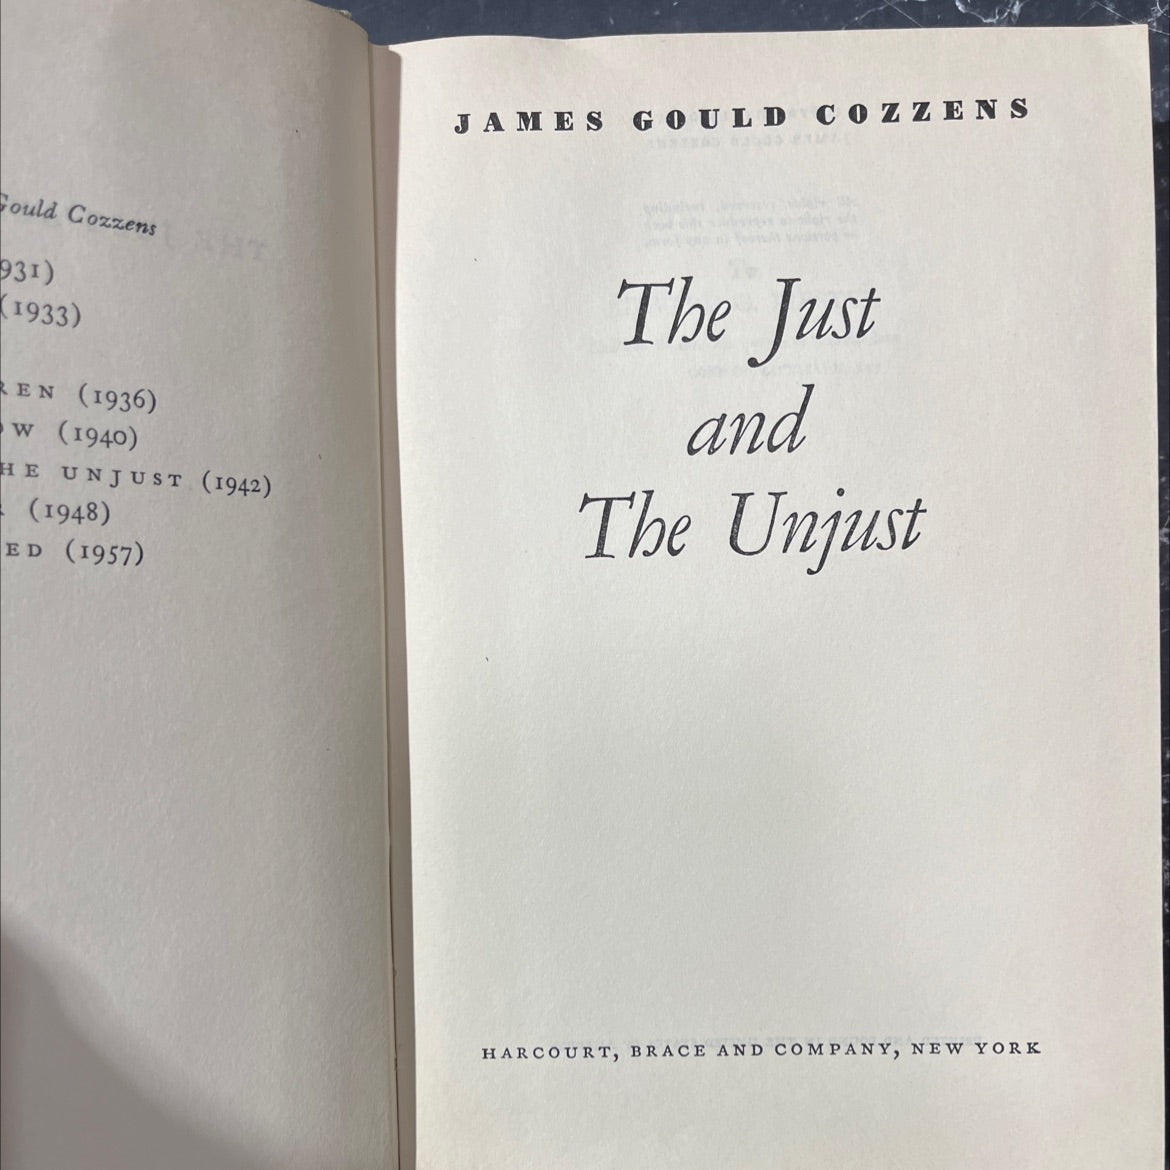 Gould Cozzens
931)
(1933)
REN (1936)
OW (1940)
HE UNJUST (1942)
(1948)
ED (1957)
JAMES GOULD COZZENS
The Just
and
The Unjust
HARCOURT, BRACE AND COMPANY, NEW YORK